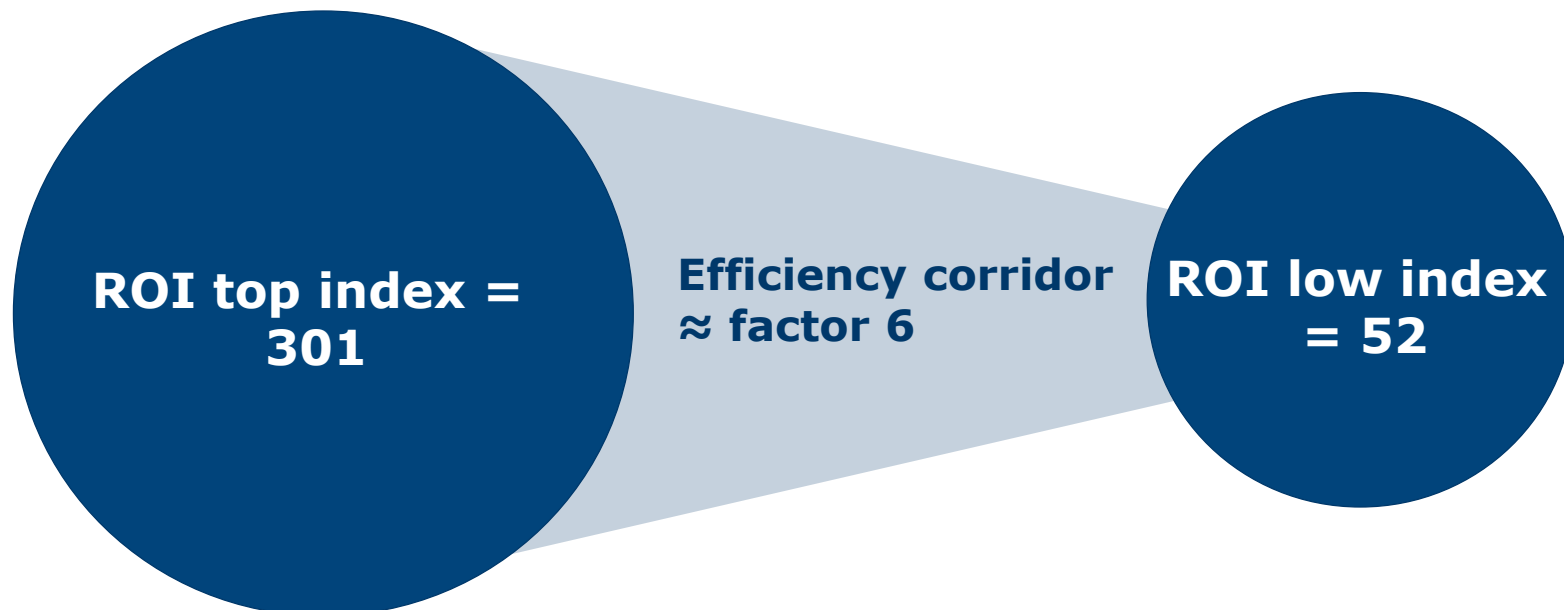 ROI top index =
301
Efficiency corridor
≈ factor 6
ROI low index
= 52